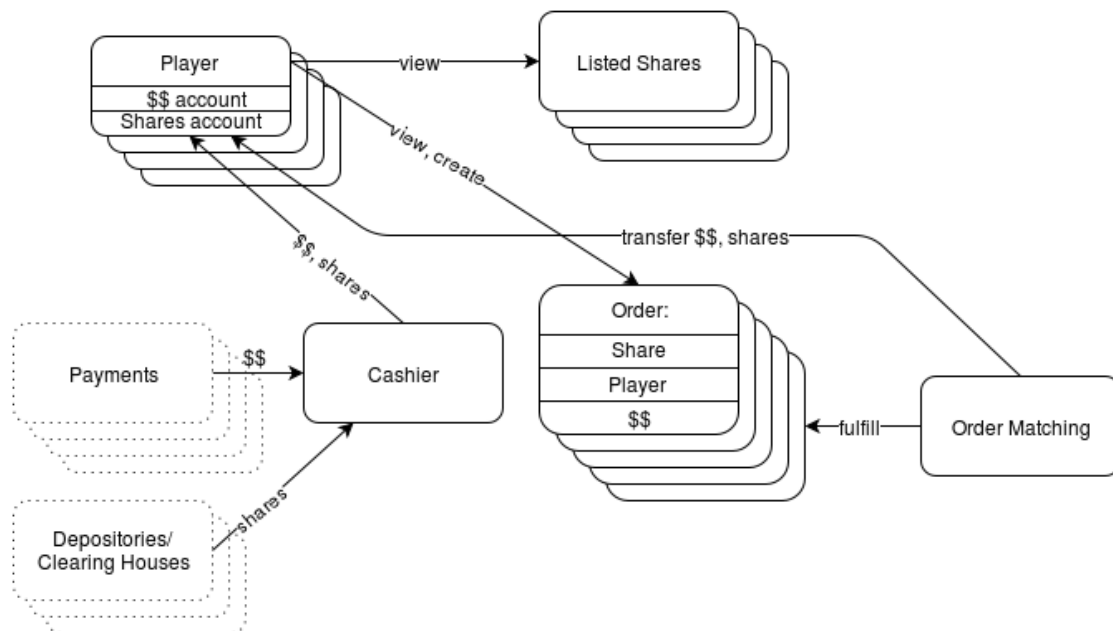 Player
$$ account
Shares account
view
Listed Shares
view, create
transfer $$, shares
$$, shares
Order:
Share
Player
$$
Payments
$$
Cashier
fulfill
Order Matching
shares
Depositories/
Clearing Houses